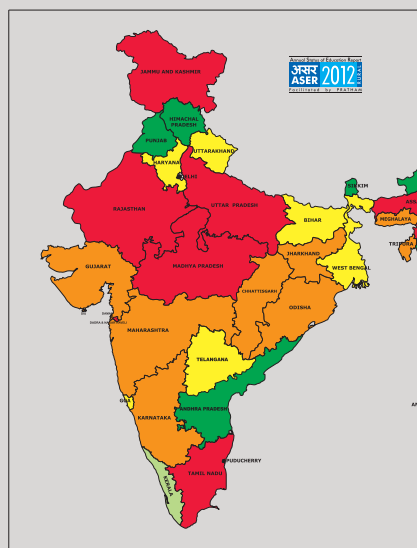 Annual Status of Education Report
असर
ASER
2012
RURAL
Facilitated by PRATHAM
JAMMU AND KASHMIR
HIMACHAL
PRADESH
PUNJAB
UTTARAKHAND
HARYANA
DELHI
SIKKIM
RAJASTHAN
UTTAR PRADESH
ASS
BIHAR
MEGHALAYA
TRIPURA
JHARKHAND
GUJARAT
MADHYA PRADESH
WEST BENGAL
CHHATTISGARH
ODISHA
MAHARASHTRA
TELANGANA
GOA
ANDHRA PRADESH
KARNATAKA
PUDUCHERRY
TAMIL NADU
KERALA